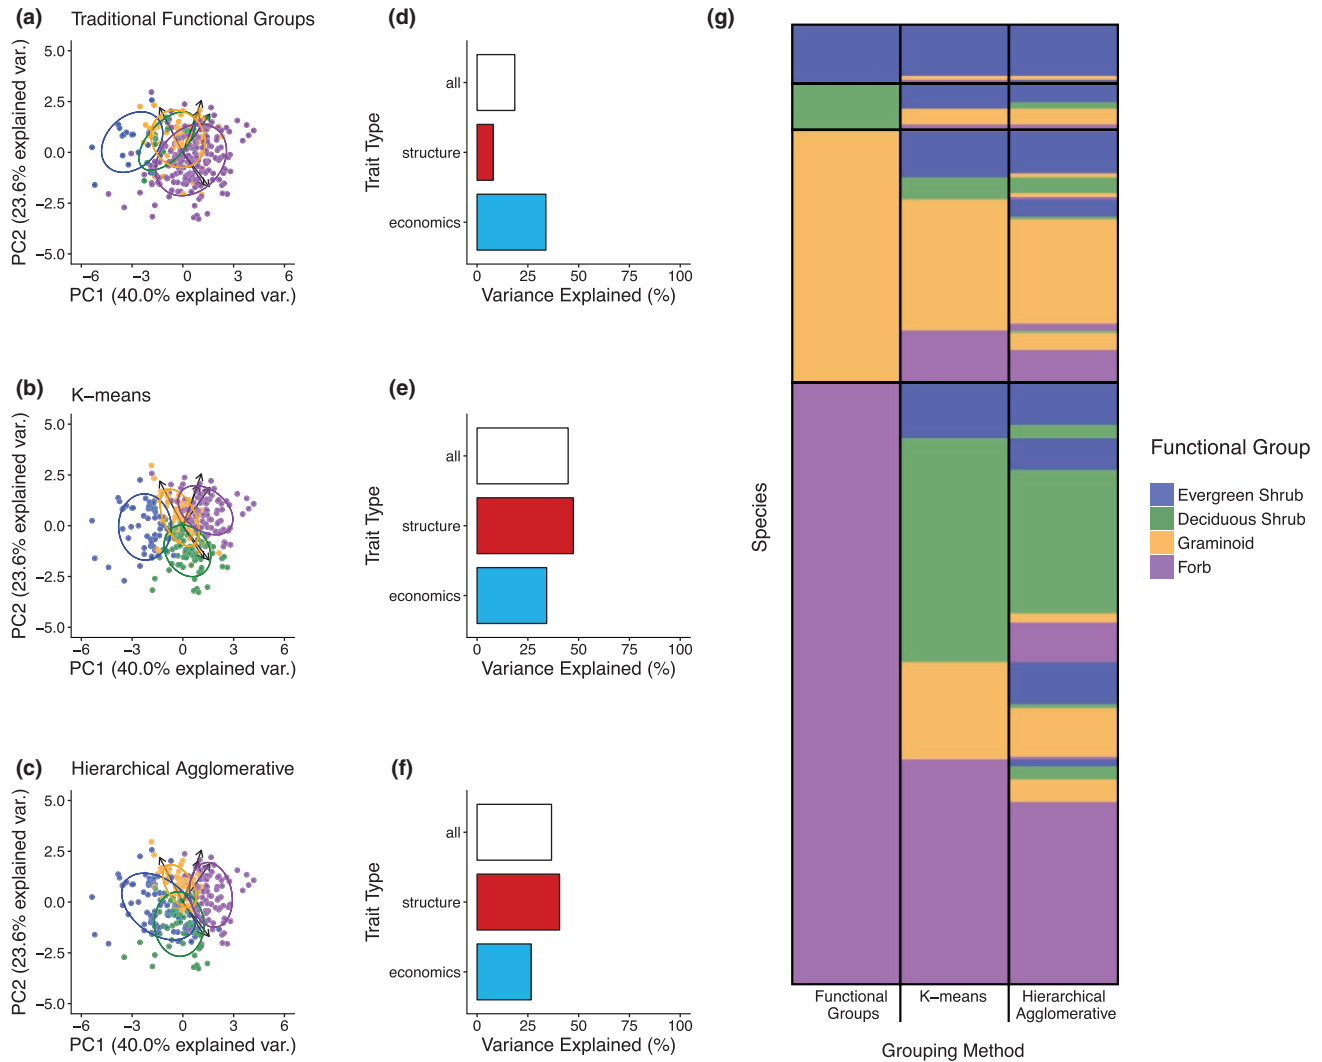 (a) Traditional Functional Groups
5.0
2.5
0.0
−2.5
−5.0
PC2 (23.6% explained var.)
−6 −3 0 3 6
PC1 (40.0% explained var.)
(d)
all
structure
economics
Trait Type
0 25 50 75 100
Variance Explained (%)
(b) K−means
5.0
2.5
0.0
−2.5
−5.0
PC2 (23.6% explained var.)
−6 −3 0 3 6
PC1 (40.0% explained var.)
(e)
all
structure
economics
Trait Type
0 25 50 75 100
Variance Explained (%)
(c) Hierarchical Agglomerative
5.0
2.5
0.0
−2.5
−5.0
PC2 (23.6% explained var.)
−6 −3 0 3 6
PC1 (40.0% explained var.)
(f)
all
structure
economics
Trait Type
0 25 50 75 100
Variance Explained (%)
(g)
Species
Functional
Groups
K−means
Hierarchical
Agglomerative
Grouping Method
Functional Group
Evergreen Shrub
Deciduous Shrub
Graminoid
Forb